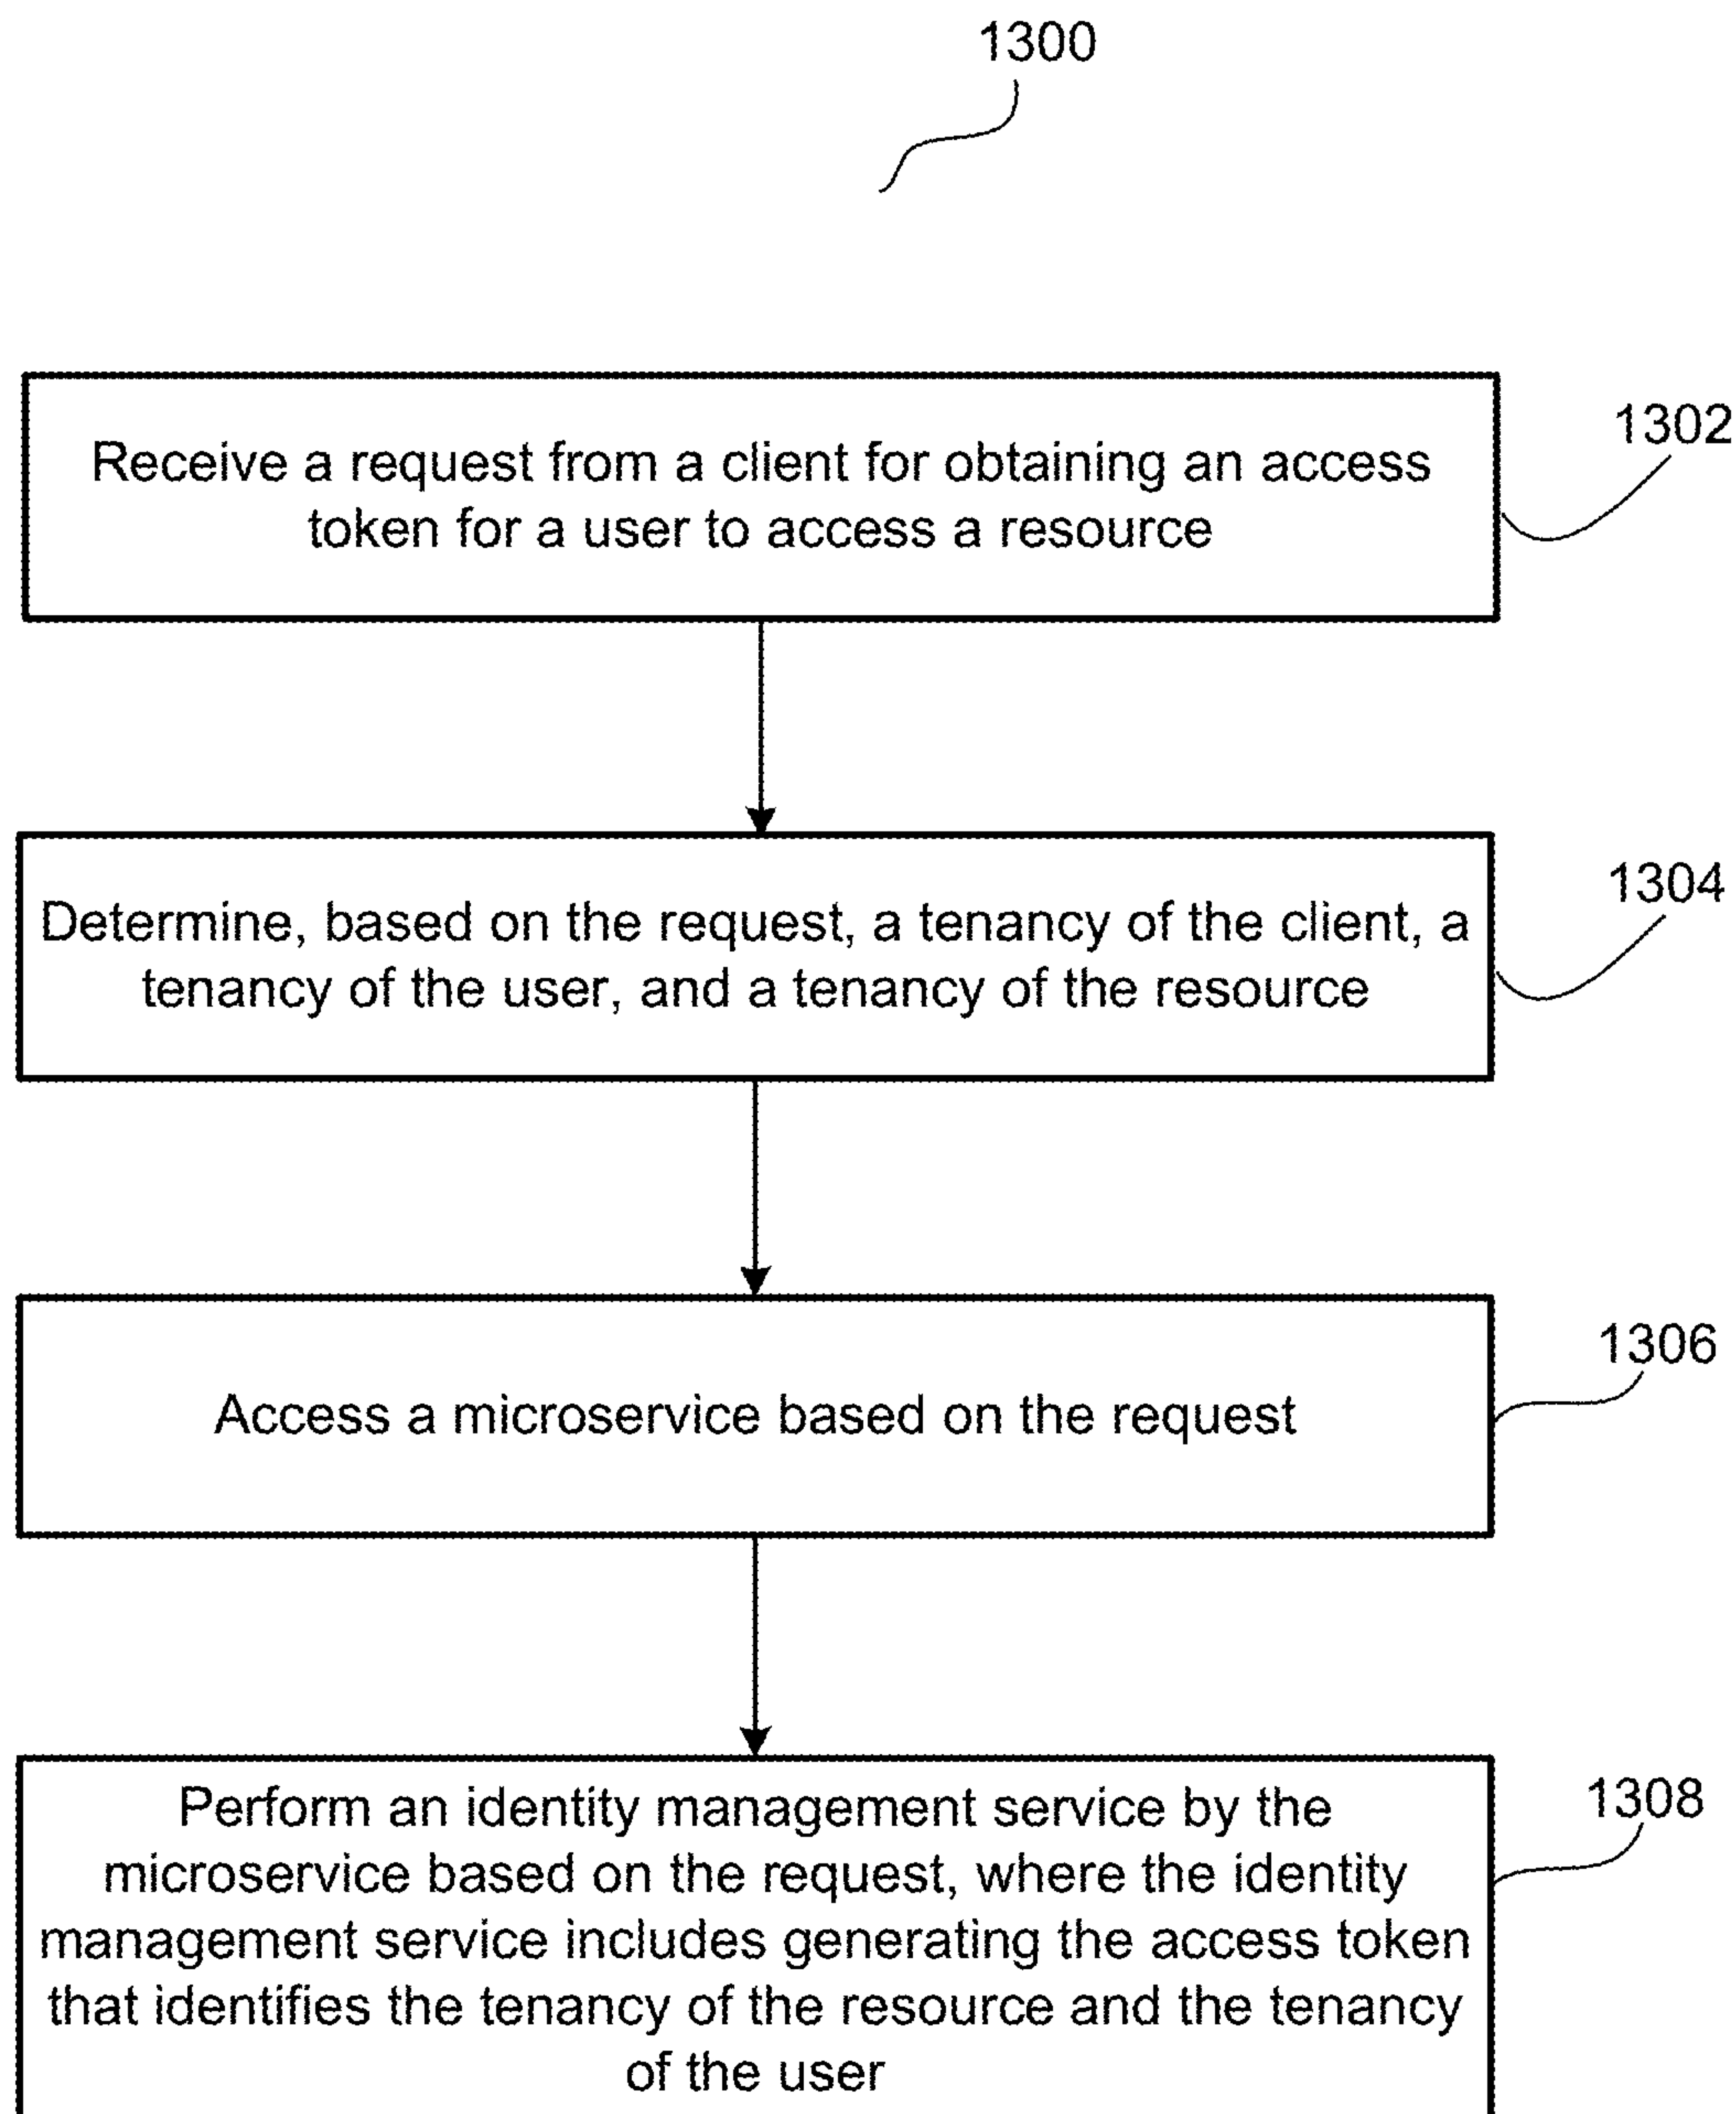 1300
Receive a request from a client for obtaining an access
token for a user to access a resource
1302
Determine, based on the request, a tenancy of the client, a
tenancy of the user, and a tenancy of the resource
1304
Access a microservice based on the request
1306
Perform an identity management service by the
microservice based on the request, where the identity
management service includes generating the access token
that identifies the tenancy of the resource and the tenancy
of the user
1308